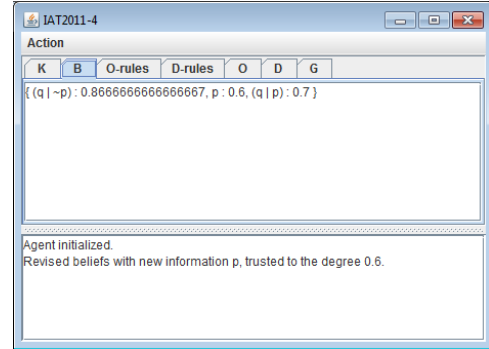 IAT2011-4
Action
K B O-rules D-rules O D G
{ (q | ~p) : 0.8666666666666667, p : 0.6, (q | p) : 0.7 }
Agent initialized.
Revised beliefs with new information p, trusted to the degree 0.6.